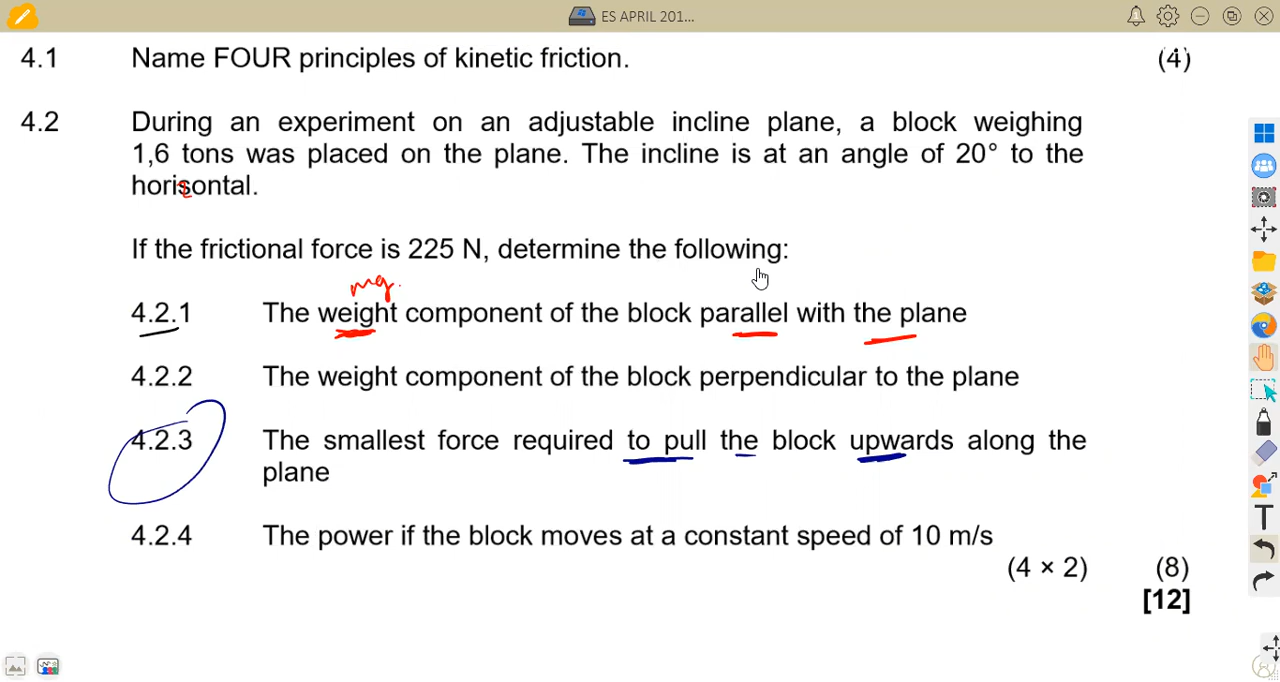 ES APRIL 201...
4.1 Name FOUR principles of kinetic friction. (4)
4.2 During an experiment on an adjustable incline plane, a block weighing
1,6 tons was placed on the plane. The incline is at an angle of 20° to the
horisontal.
z
If the frictional force is 225 N, determine the following:
mg.
4.2.1 The weight component of the block parallel with the plane
4.2.2 The weight component of the block perpendicular to the plane
4.2.3 The smallest force required to pull the block upwards along the
plane
4.2.4 The power if the block moves at a constant speed of 10 m/s
(4 × 2) (8)
[12]
T